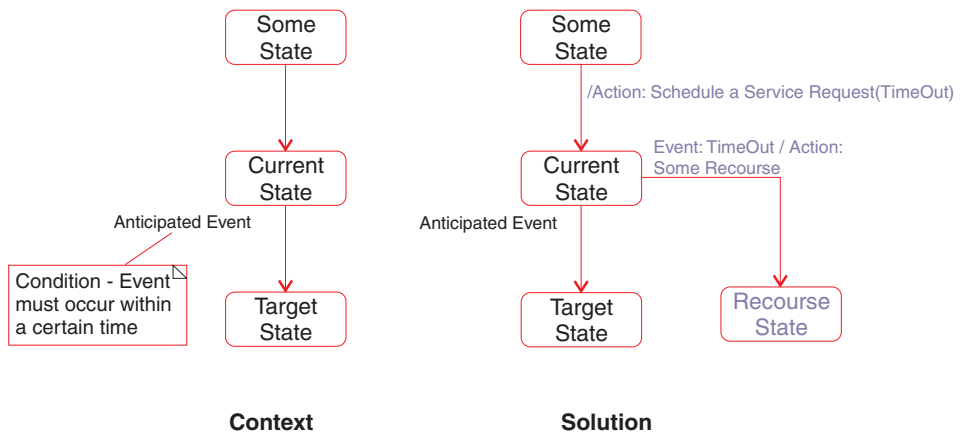 Some
State
Current
State
Anticipated Event
Condition - Event
must occur within
a certain time
Target
State
Context
Some
State
/Action: Schedule a Service Request(TimeOut)
Event: TimeOut / Action:
Some Recourse
Current
State
Anticipated Event
Target
State
Recourse
State
Solution